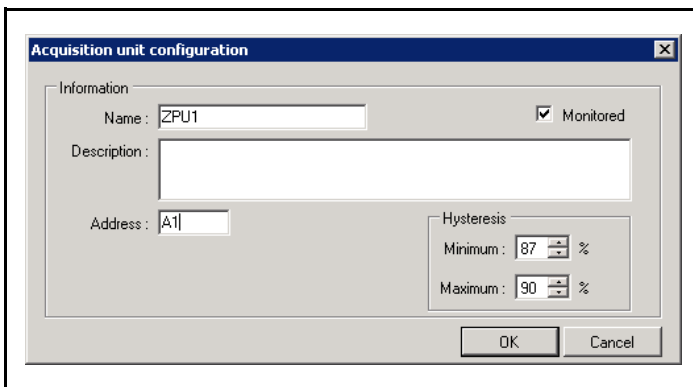 Acquisition unit configuration
Information
Name : ZPU1
Monitored
Description :
Address : A1
Hysteresis
Minimum : 87 %
Maximum : 90 %
OK Cancel